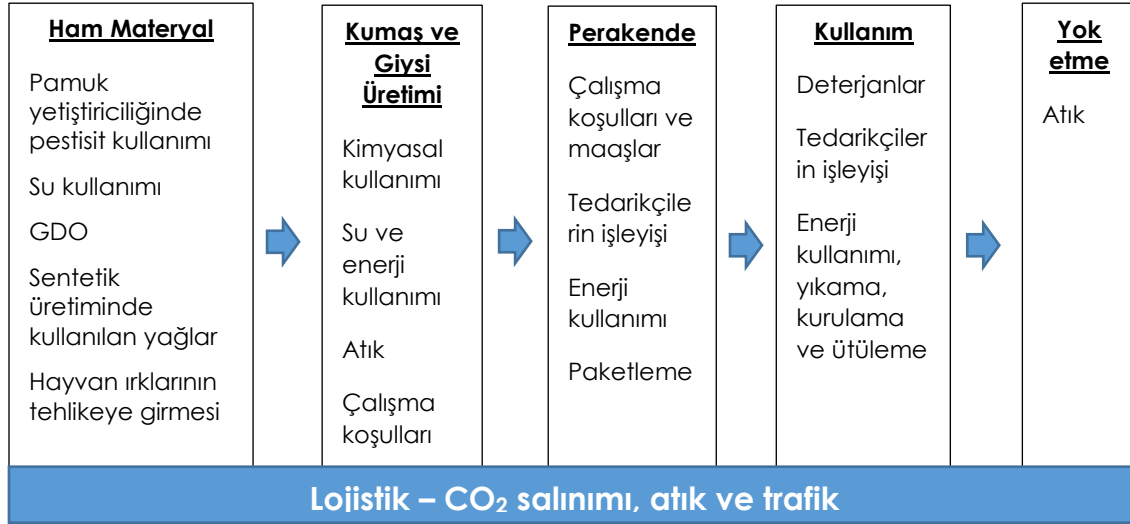 Ham Materyal
Pamuk
yetiştiriciliğinde
pestisit kullanımı
Su kullanımı
GDO
Sentetik
üretiminde
kullanılan yağlar
Hayvan ırklarının
tehlikeye girmesi
Kumaş ve
Giysi
Üretimi
Kimyasal
kullanımı
Su ve
enerji
kullanımı
Atık
Çalışma
koşulları
Perakende
Çalışma
koşulları ve
maaşlar
Tedarikçile
rin işleyişi
Enerji
kullanımı
Paketleme
Kullanım
Deterjanlar
Tedarikçiler
in işleyişi
Enerji
kullanımı,
yıkama,
kurulama
ve ütüleme
Yok
etme
Atık
Lojistik – CO₂ salınımı, atık ve trafik